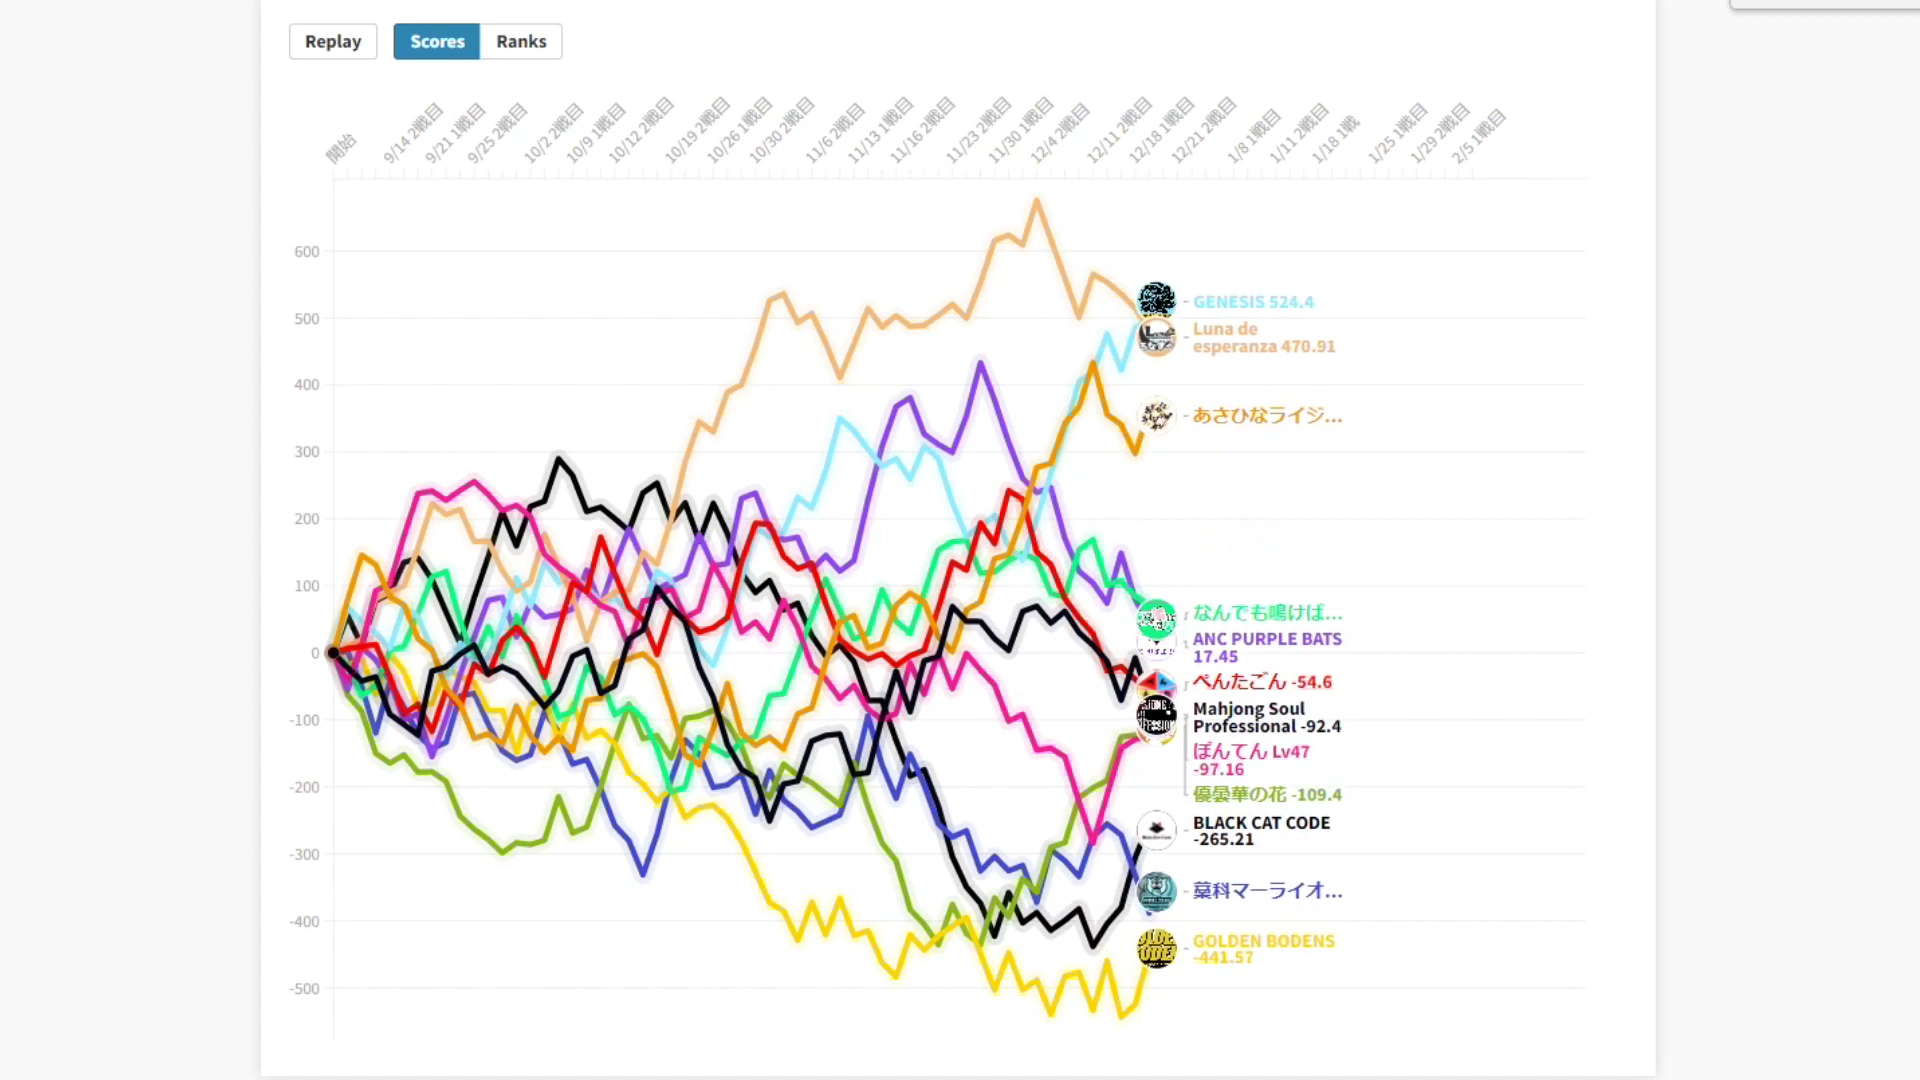 Replay
Scores
Ranks
開始
9/14 2戦目
9/21 1戦目
9/25 2戦目
10/2 2戦目
10/9 1戦目
10/12 2戦目
10/19 2戦目
10/26 1戦目
10/30 2戦目
11/6 2戦目
11/13 1戦目
11/16 2戦目
11/23 2戦目
11/30 1戦目
12/4 2戦目
12/11 2戦目
12/18 1戦目
12/21 2戦目
1/8 1戦目
1/11 2戦目
1/18 1戦
1/25 1戦目
1/29 2戦目
2/5 1戦目
600
500
400
300
200
100
0
-100
-200
-300
-400
-500
GENESIS 524.4
Luna de
esperanza 470.91
あさひなライジ...
なんでも鳴けば...
ANC PURPLE BATS
17.45
ぺんたごん -54.6
Mahjong Soul
Professional -92.4
ぽんてん Lv47
-97.16
優曇華の花 -109.4
BLACK CAT CODE
-265.21
藁科マーライオ...
GOLDEN BODENS
-441.57